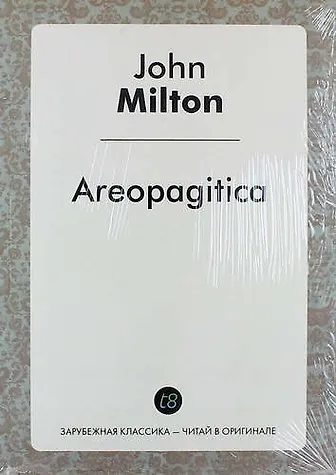 John
Milton
Areopagitica
t8
ЗАРУБЕЖНАЯ КЛАССИКА — ЧИТАЙ В ОРИГИНАЛЕ